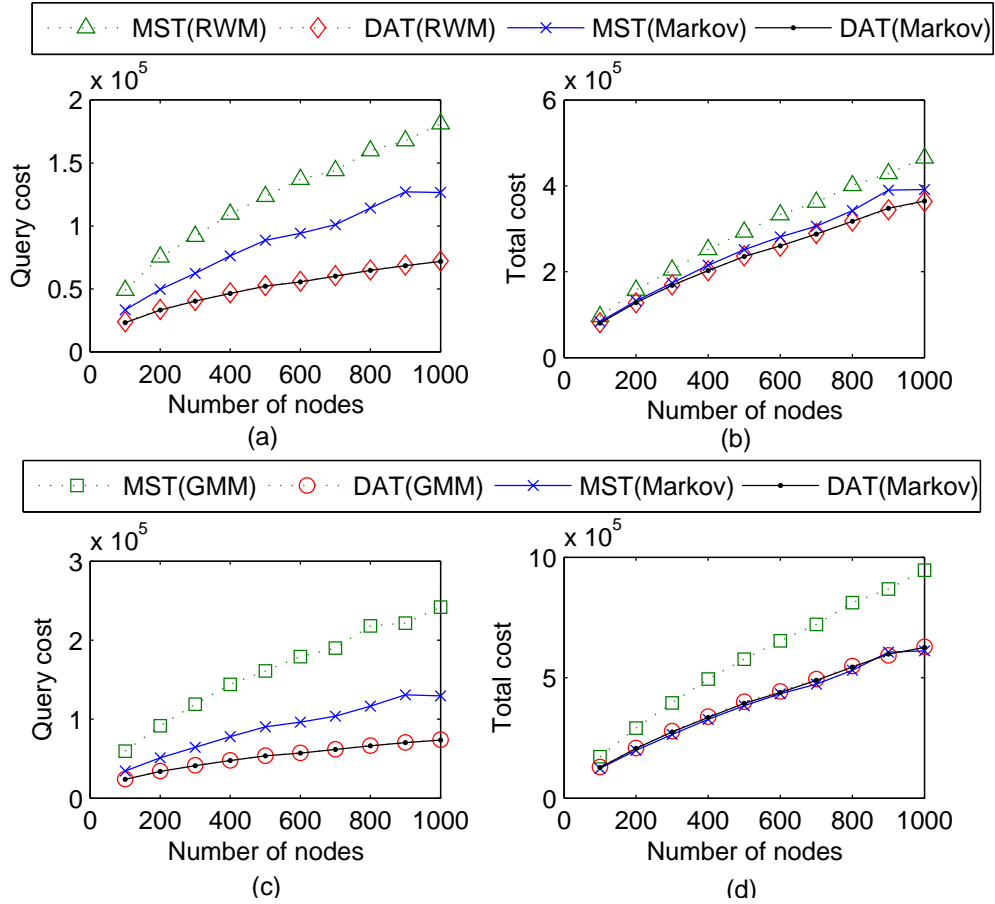 MST(RWM) DAT(RWM) MST(Markov) DAT(Markov)
x 10^5
2
1.5
1
0.5
0
Query cost
0 200 400 600 800 1000
Number of nodes
(a)
x 10^5
6
4
2
0
Total cost
0 200 400 600 800 1000
Number of nodes
(b)
MST(GMM) DAT(GMM) MST(Markov) DAT(Markov)
x 10^5
3
2
1
0
Query cost
0 200 400 600 800 1000
Number of nodes
(c)
x 10^5
10
5
0
Total cost
0 200 400 600 800 1000
Number of nodes
(d)